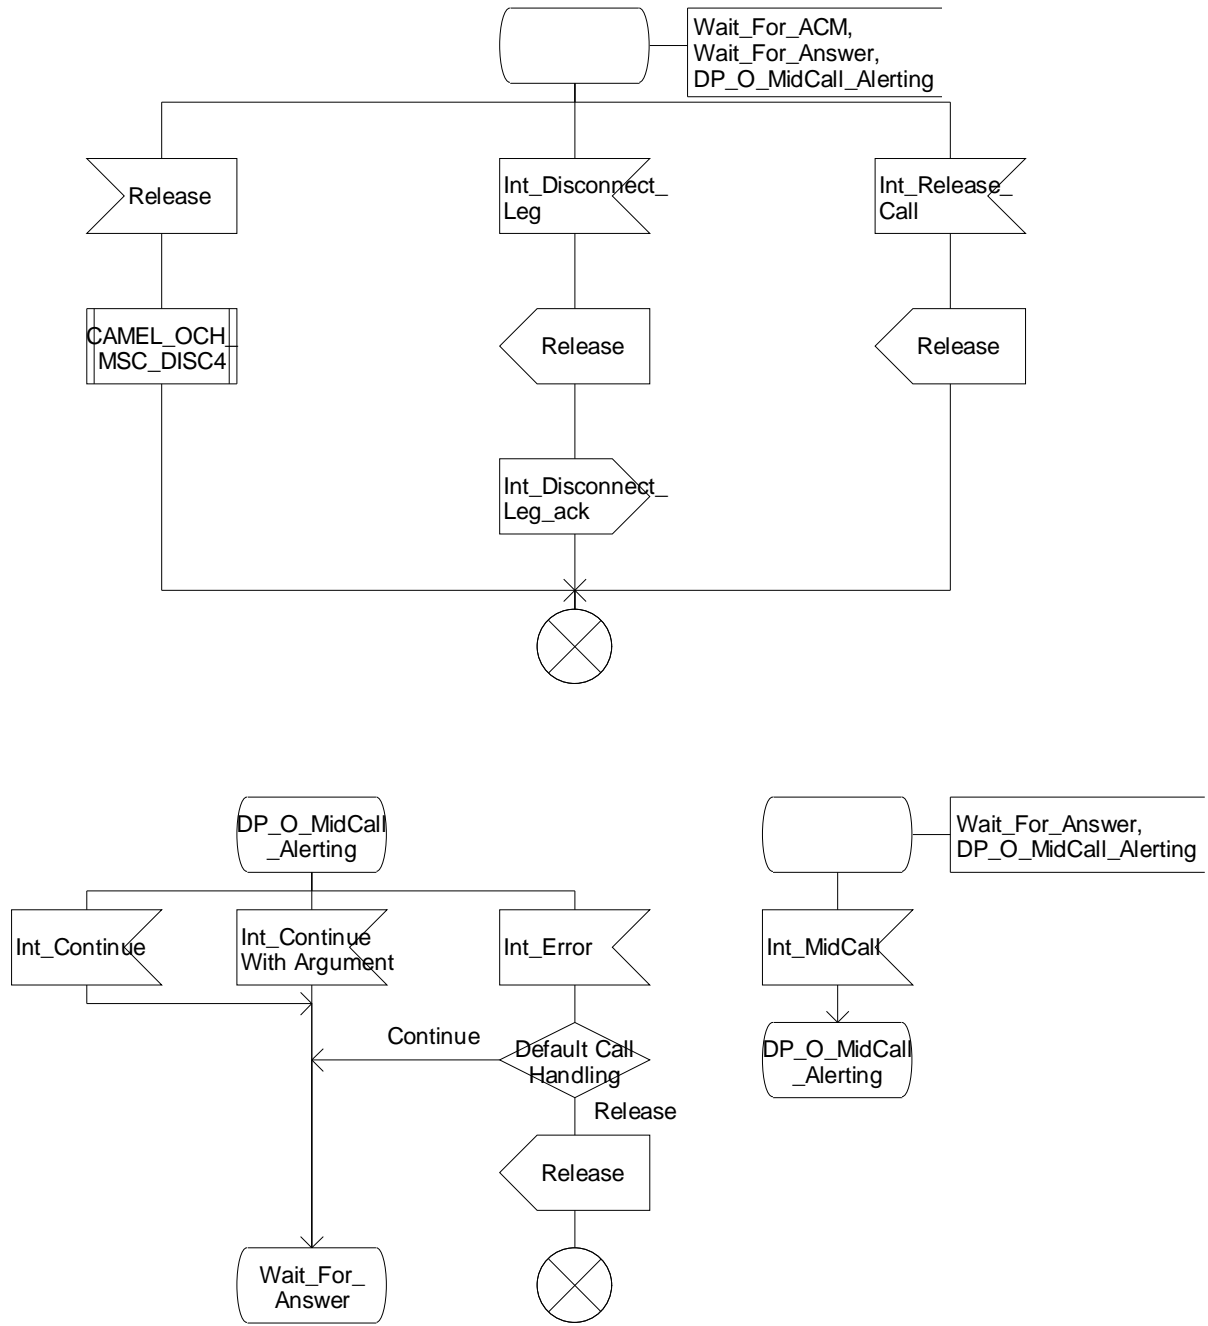 Wait_For_ACM,
Wait_For_Answer,
DP_O_MidCall_Alerting
Release
Int_Disconnect_
Leg
Int_Release_
Call
CAMEL_OCH_
MSC_DISC4
Release
Release
Int_Disconnect_
Leg_ack
DP_O_MidCall
_Alerting
Wait_For_Answer,
DP_O_MidCall_Alerting
Int_Continue
Int_Continue
With Argument
Int_Error
Int_MidCall
Continue
Default Call
Handling
DP_O_MidCall
_Alerting
Release
Release
Wait_For_
Answer